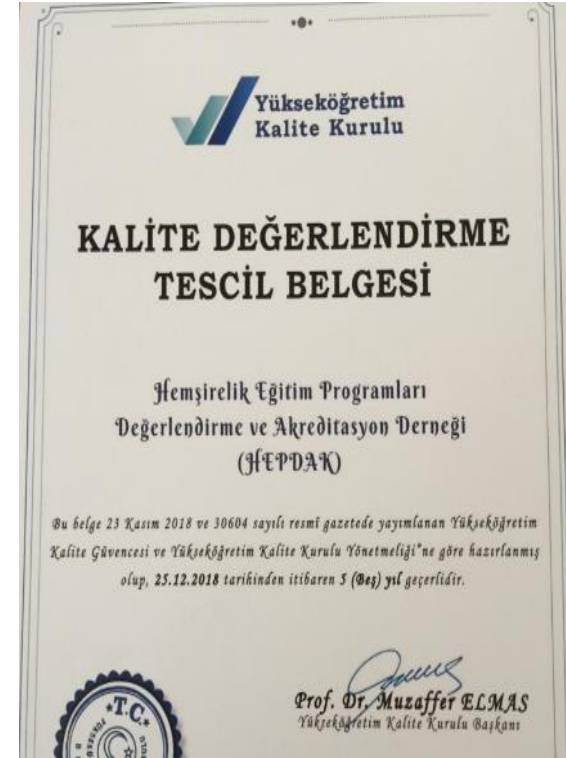 Yükseköğretim
Kalite Kurulu
KALİTE DEĞERLENDİRME
TESCİL BELGESİ
Hemşirelik Eğitim Programları
Değerlendirme ve Akreditasyon Derneği
(HEPDAK)
Bu belge 23 Kasım 2018 ve 30604 sayılı resmî gazetede yayımlanan Yükseköğretim
Kalite Güvencesi ve Yükseköğretim Kalite Kurulu Yönetmeliği"ne göre hazırlanmış
olup, 25.12.2018 tarihinden itibaren 5 (Beş) yıl geçerlidir.
Prof. Dr. Muzaffer ELMAS
Yükseköğretim Kalite Kurulu Başkanı
★T.C.★